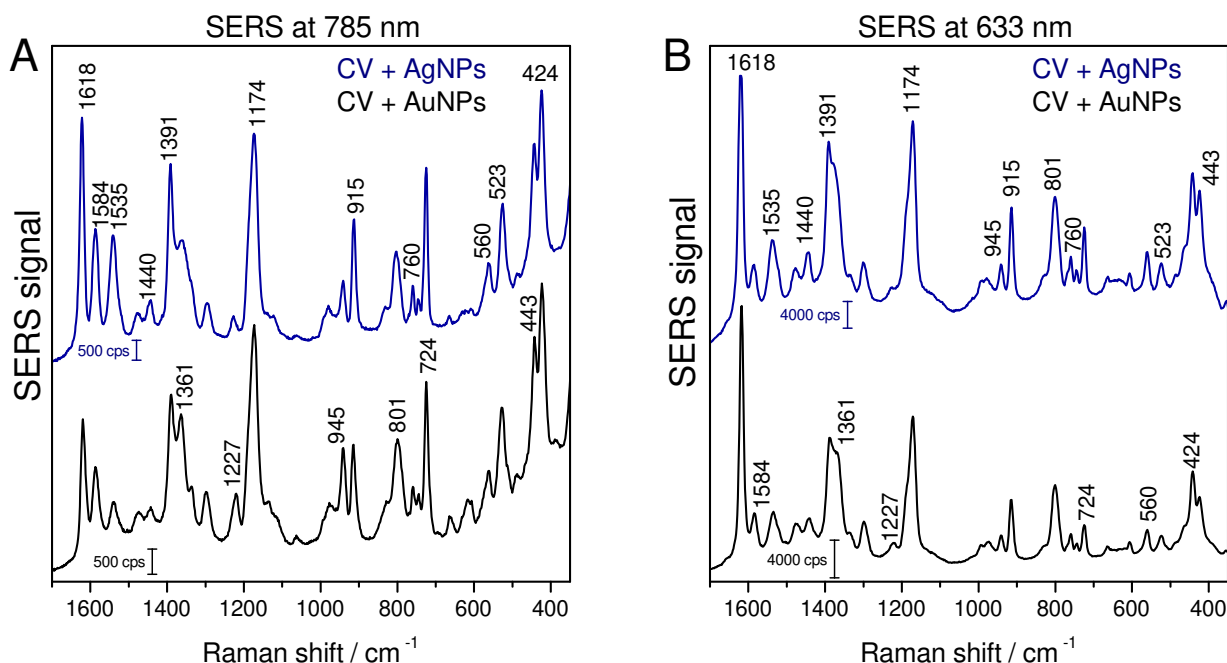 SERS at 785 nm
A
CV + AgNPs
CV + AuNPs
1618
1584
1535
1440
1391
1174
915
760
560
523
424
500 cps
1361
1227
945
801
724
443
500 cps
SERS signal
1600 1400 1200 1000 800 600 400
Raman shift / cm-1
SERS at 633 nm
B
CV + AgNPs
CV + AuNPs
1618
1535
1440
1391
1174
945
915
801
760
523
443
4000 cps
1584
1361
1227
724
560
424
4000 cps
SERS signal
1600 1400 1200 1000 800 600 400
Raman shift / cm-1